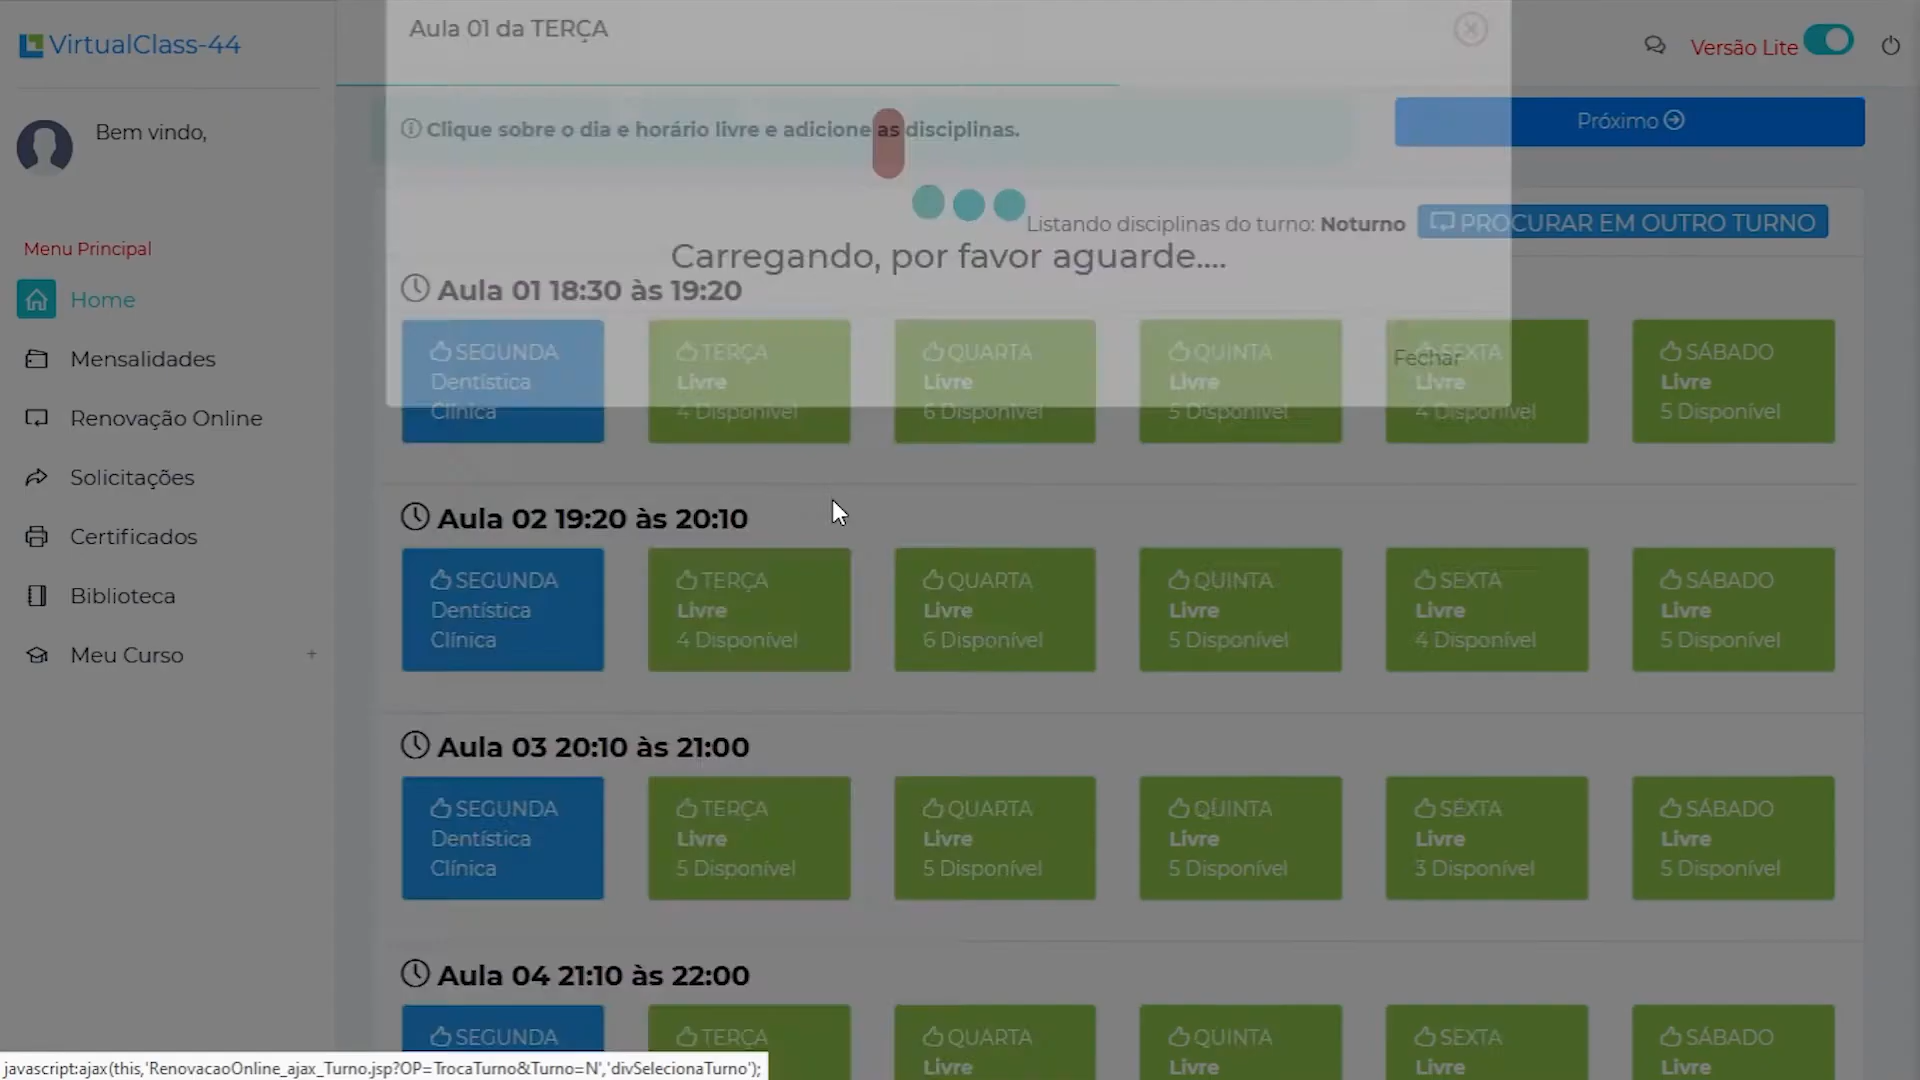 VirtualClass-44
Bem vindo,
Menu Principal
Home
Mensalidades
Renovação Online
Solicitações
Certificados
Biblioteca
Meu Curso +
Aula 01 da TERÇA
Versão Lite
Clique sobre o dia e horário livre e adicione as disciplinas.
Próximo
Listando disciplinas do turno: Noturno
PROCURAR EM OUTRO TURNO
Carregando, por favor aguarde....
Fechar
Aula 01 18:30 às 19:20
SEGUNDA
Dentística
Clínica
TERÇA
Livre
4 Disponível
QUARTA
Livre
6 Disponível
QUINTA
Livre
5 Disponível
SEXTA
Livre
4 Disponível
SÁBADO
Livre
5 Disponível
Aula 02 19:20 às 20:10
SEGUNDA
Dentística
Clínica
TERÇA
Livre
4 Disponível
QUARTA
Livre
6 Disponível
QUINTA
Livre
5 Disponível
SEXTA
Livre
4 Disponível
SÁBADO
Livre
5 Disponível
Aula 03 20:10 às 21:00
SEGUNDA
Dentística
Clínica
TERÇA
Livre
5 Disponível
QUARTA
Livre
5 Disponível
QUINTA
Livre
5 Disponível
SEXTA
Livre
3 Disponível
SÁBADO
Livre
5 Disponível
Aula 04 21:10 às 22:00
SEGUNDA
TERÇA
QUARTA
Livre
QUINTA
Livre
SEXTA
Livre
SÁBADO
Livre
javascript:ajax(this,'RenovacaoOnline_ajax_Turno.jsp?OP=TrocaTurno&Turno=N','divSelecionaTurno');